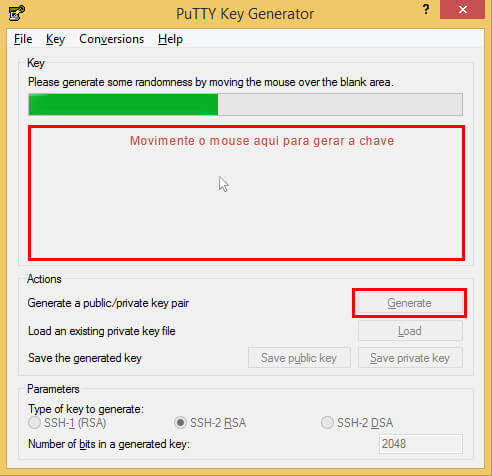 PuTTY Key Generator
?
File Key Conversions Help
Key
Please generate some randomness by moving the mouse over the blank area.
Movimente o mouse aqui para gerar a chave
Actions
Generate a public/private key pair
Generate
Load an existing private key file
Load
Save the generated key
Save public key
Save private key
Parameters
Type of key to generate:
SSH-1 (RSA)
SSH-2 RSA
SSH-2 DSA
Number of bits in a generated key:
2048